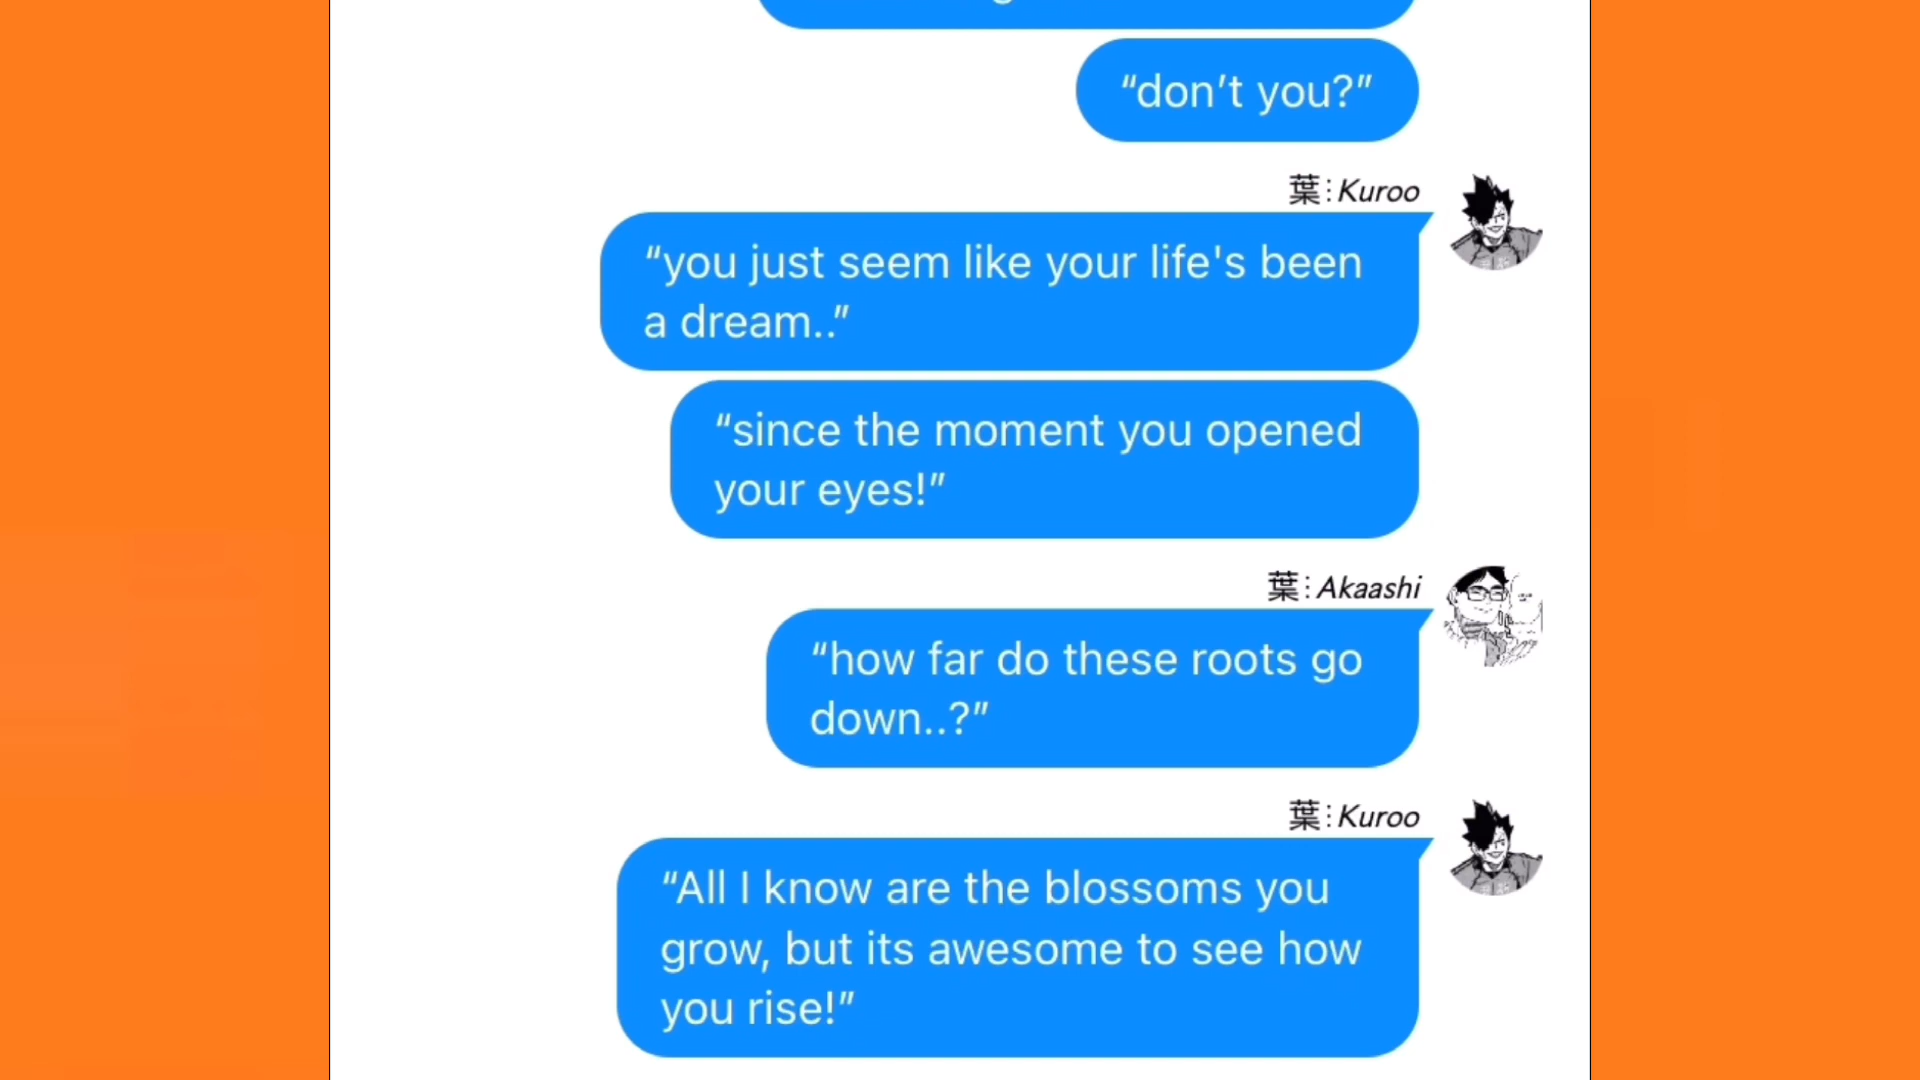 “don’t you?”
葉⋮Kuroo
“you just seem like your life's been
a dream..”
“since the moment you opened
your eyes!”
葉⋮Akaashi
“how far do these roots go
down..?”
葉⋮Kuroo
“All I know are the blossoms you
grow, but its awesome to see how
you rise!”